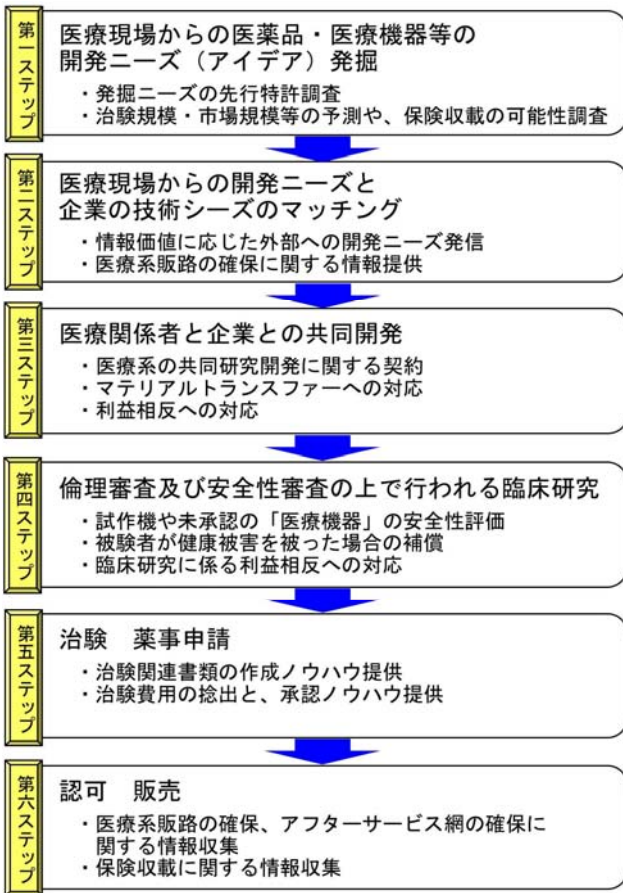 第一ステップ
医療現場からの医薬品・医療機器等の
開発ニーズ(アイデア)発掘
・発掘ニーズの先行特許調査
・治験規模・市場規模等の予測や、保険収載の可能性調査
第二ステップ
医療現場からの開発ニーズと
企業の技術シーズのマッチング
・情報価値に応じた外部への開発ニーズ発信
・医療系販路の確保に関する情報提供
第三ステップ
医療関係者と企業との共同開発
・医療系の共同研究開発に関する契約
・マテリアルトランスファーへの対応
・利益相反への対応
第四ステップ
倫理審査及び安全性審査の上で行われる臨床研究
・試作機や未承認の「医療機器」の安全性評価
・被験者が健康被害を被った場合の補償
・臨床研究に係る利益相反への対応
第五ステップ
治験 薬事申請
・治験関連書類の作成ノウハウ提供
・治験費用の捻出と、承認ノウハウ提供
第六ステップ
認可 販売
・医療系販路の確保、アフターサービス網の確保に
関する情報収集
・保険収載に関する情報収集